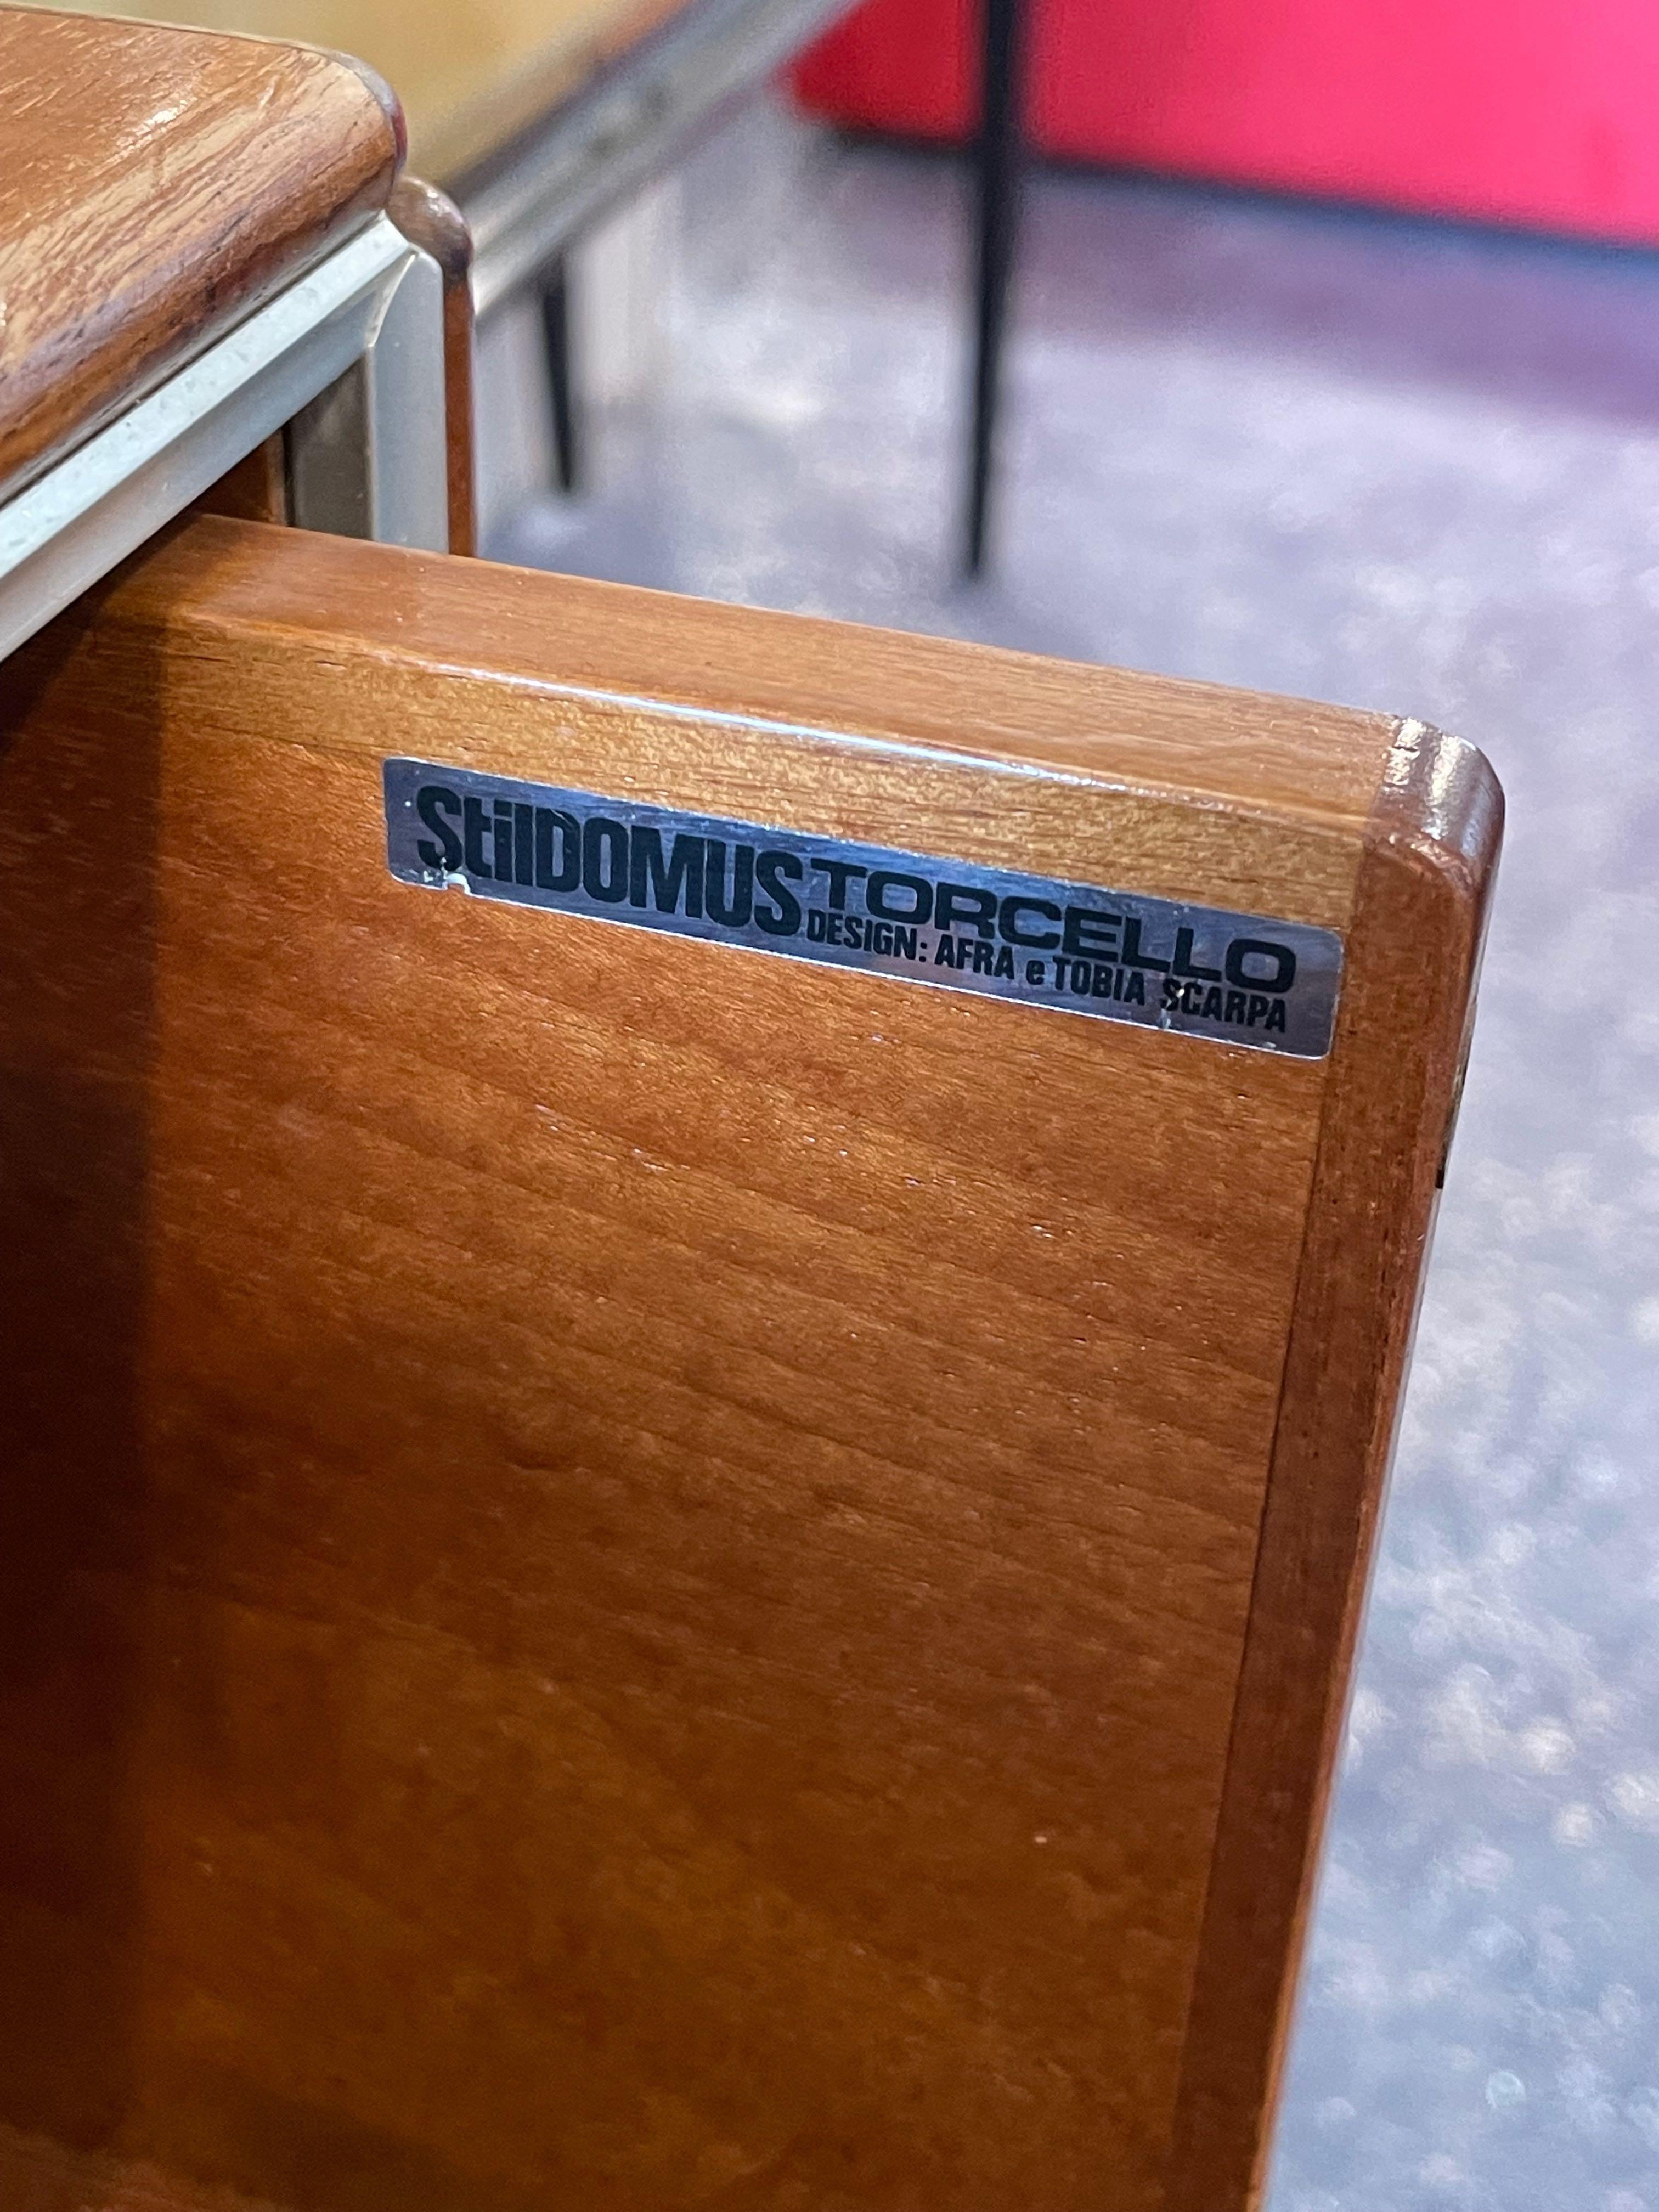 StilDOMUS TORCELLO
DESIGN: AFRA e TOBIA SCARPA